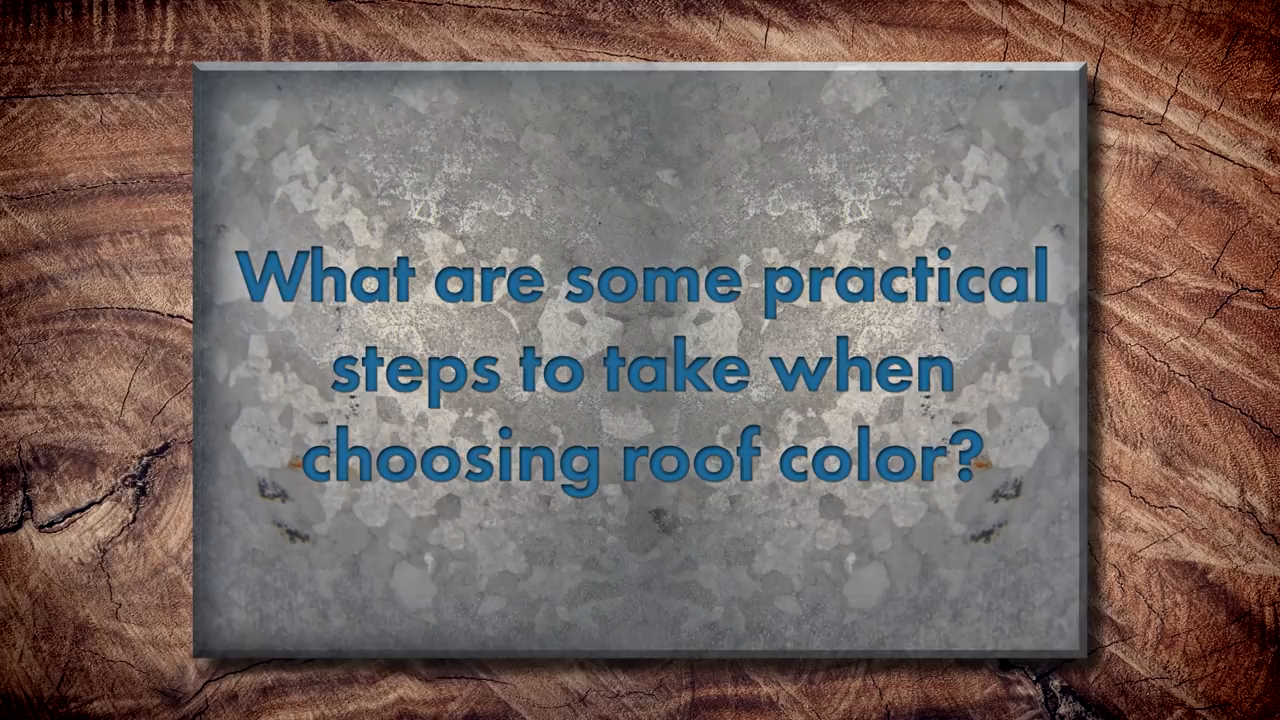 What are some practical
steps to take when
choosing roof color?